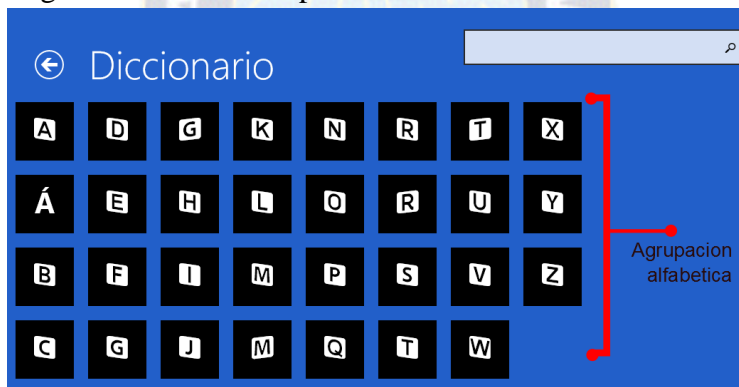 Diccionario
A D G K N R T X
Á E H L O R U Y
B F I M P S V Z
C G J M Q T W
Agrupacion
alfabetica